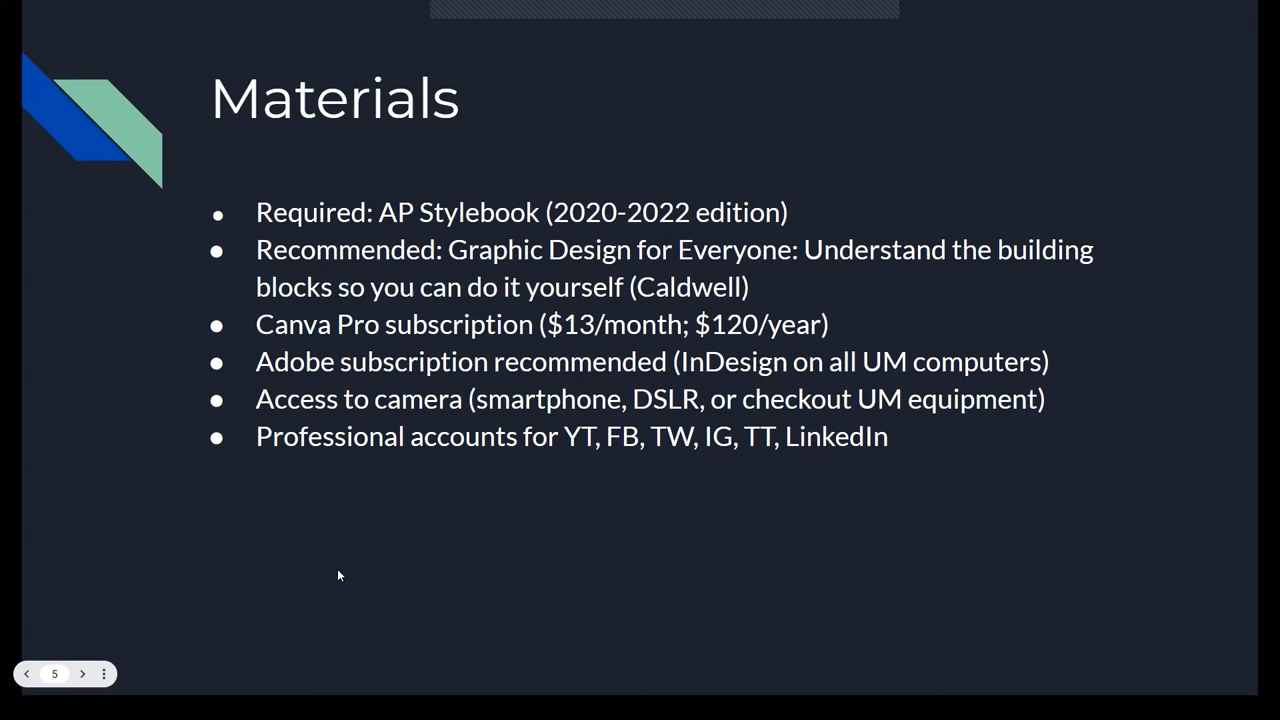 Materials
● Required: AP Stylebook (2020-2022 edition)
● Recommended: Graphic Design for Everyone: Understand the building
blocks so you can do it yourself (Caldwell)
● Canva Pro subscription ($13/month; $120/year)
● Adobe subscription recommended (InDesign on all UM computers)
● Access to camera (smartphone, DSLR, or checkout UM equipment)
● Professional accounts for YT, FB, TW, IG, TT, LinkedIn
5